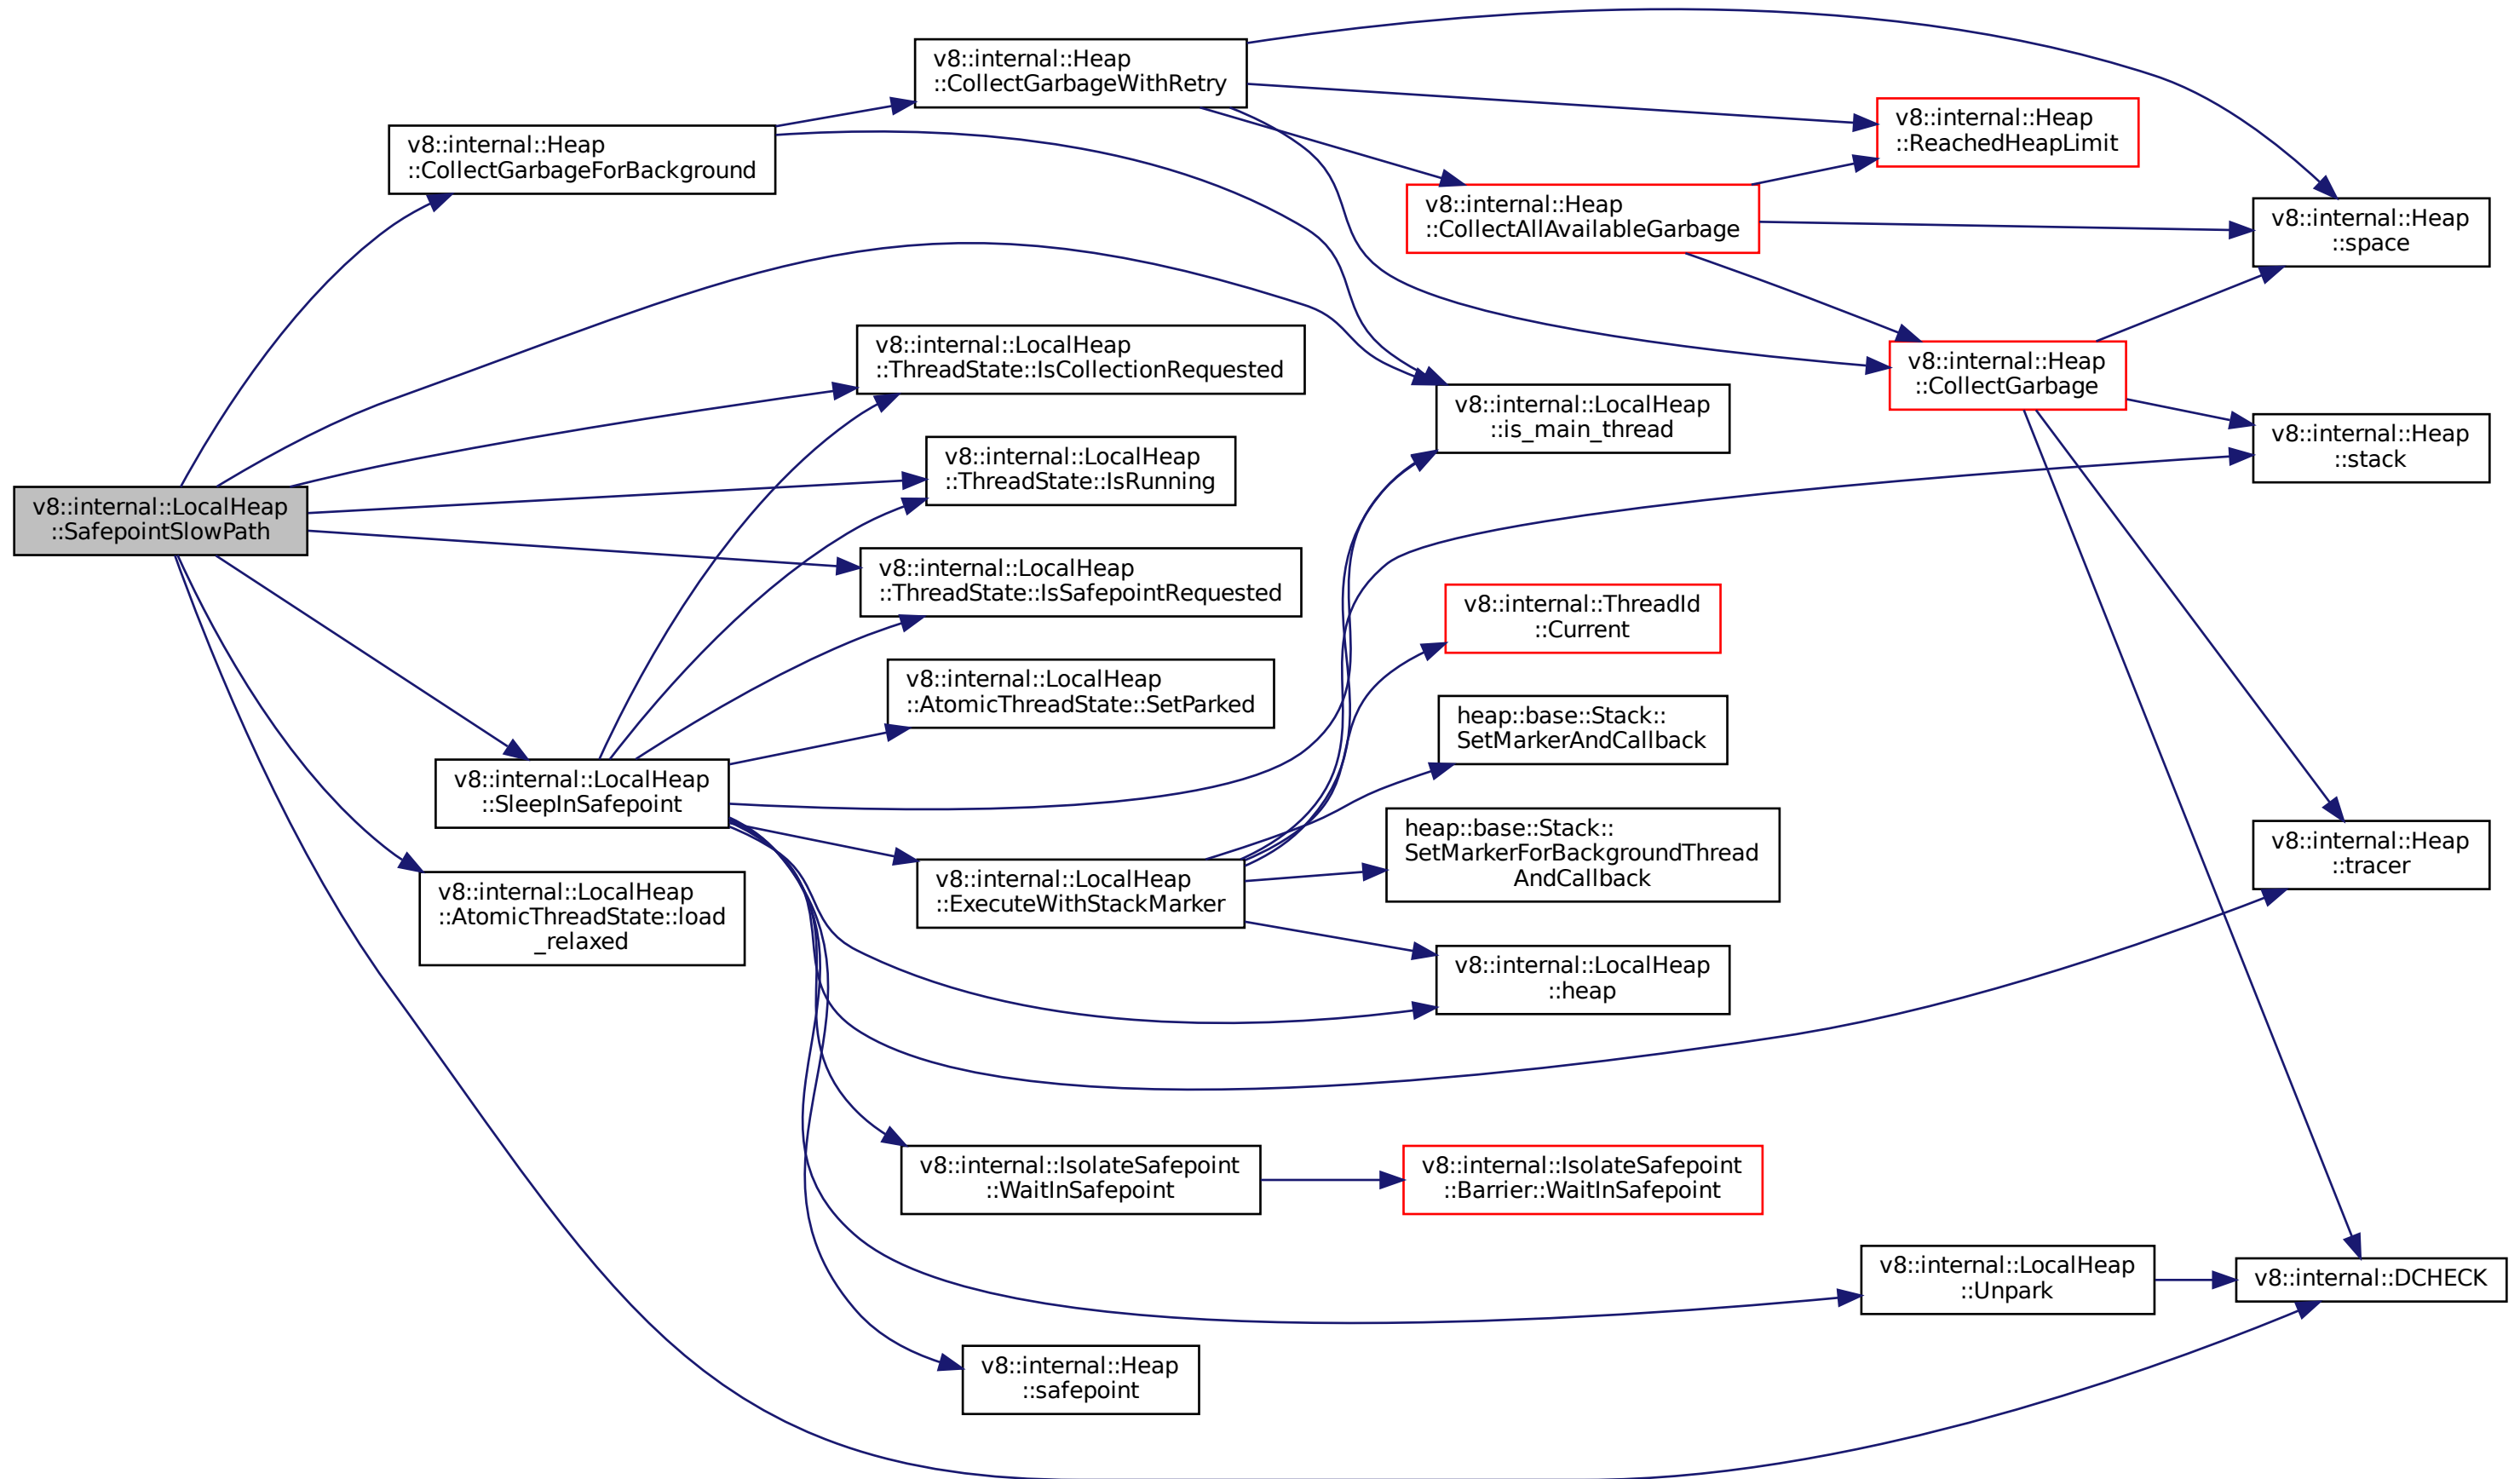 v8::internal::Heap
::CollectGarbageWithRetry
v8::internal::Heap
::ReachedHeapLimit
v8::internal::Heap
::CollectGarbageForBackground
v8::internal::Heap
::CollectAllAvailableGarbage
v8::internal::Heap
::space
v8::internal::LocalHeap
::ThreadState::IsCollectionRequested
v8::internal::Heap
::CollectGarbage
v8::internal::LocalHeap
::is_main_thread
v8::internal::Heap
::stack
v8::internal::LocalHeap
::ThreadState::IsRunning
v8::internal::LocalHeap
::SafepointSlowPath
v8::internal::LocalHeap
::ThreadState::IsSafepointRequested
v8::internal::ThreadId
::Current
v8::internal::LocalHeap
::AtomicThreadState::SetParked
heap::base::Stack::
SetMarkerAndCallback
v8::internal::LocalHeap
::SleepInSafepoint
heap::base::Stack::
SetMarkerForBackgroundThread
AndCallback
v8::internal::Heap
::tracer
v8::internal::LocalHeap
::ExecuteWithStackMarker
v8::internal::LocalHeap
::AtomicThreadState::load
_relaxed
v8::internal::LocalHeap
::heap
v8::internal::IsolateSafepoint
::WaitInSafepoint
v8::internal::IsolateSafepoint
::Barrier::WaitInSafepoint
v8::internal::LocalHeap
::Unpark
v8::internal::DCHECK
v8::internal::Heap
::safepoint